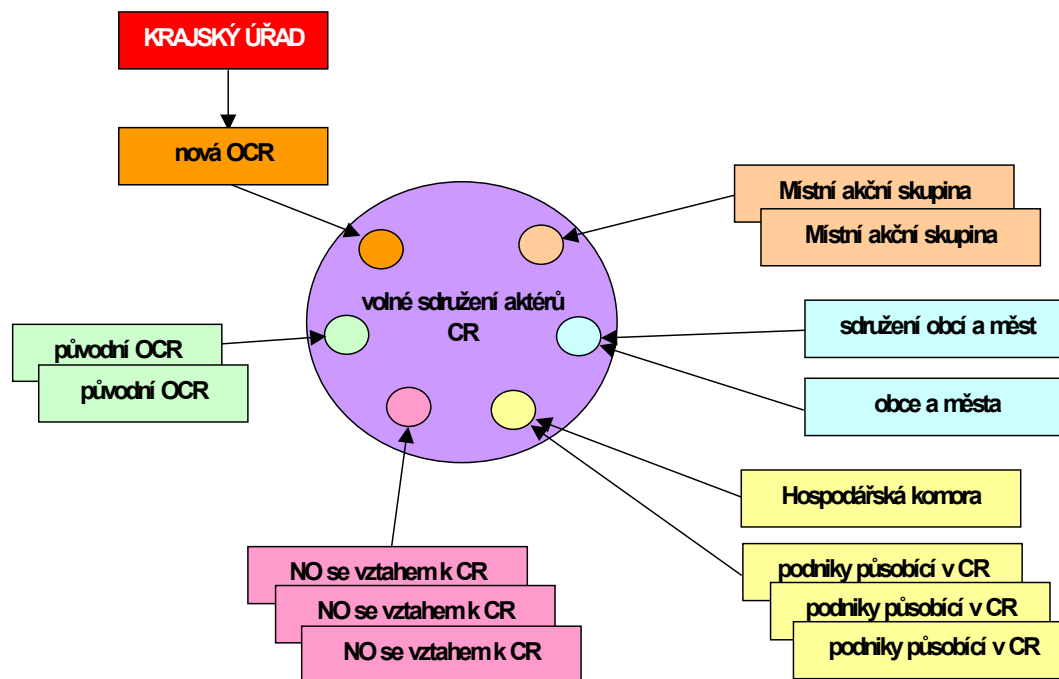 KRAJSKÝ ÚŘAD
nová OCR
Místní akční skupina
Místní akční skupina
volné sdružení aktérů
CR
sdružení obcí a měst
původní OCR
původní OCR
obce a města
Hospodářská komora
NO se vztahem k CR
NO se vztahem k CR
NO se vztahem k CR
podniky působící v CR
podniky působící v CR
podniky působící v CR